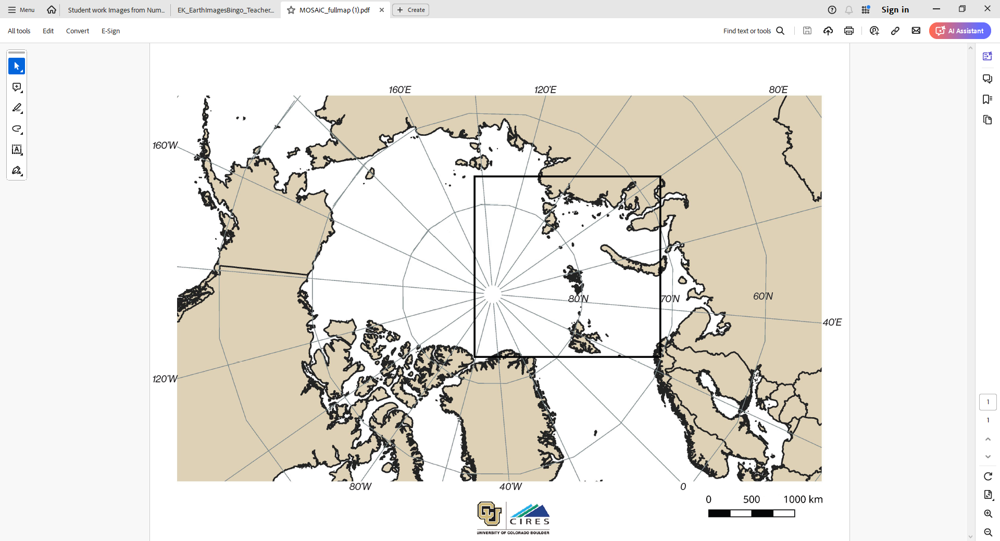 Menu
Student work Images from Num...
EK_EarthImagesBingo_Teacher...
MOSAiC_fullmap (1).pdf
Create
Sign in
All tools
Edit
Convert
E-Sign
Find text or tools
AI Assistant
160'E
120'E
80'E
160'W
80'N
70'N
60'N
40'E
120'W
80'W
40'W
0
0 500 1000 km
CU
CIRES
UNIVERSITY OF COLORADO BOULDER
1
1